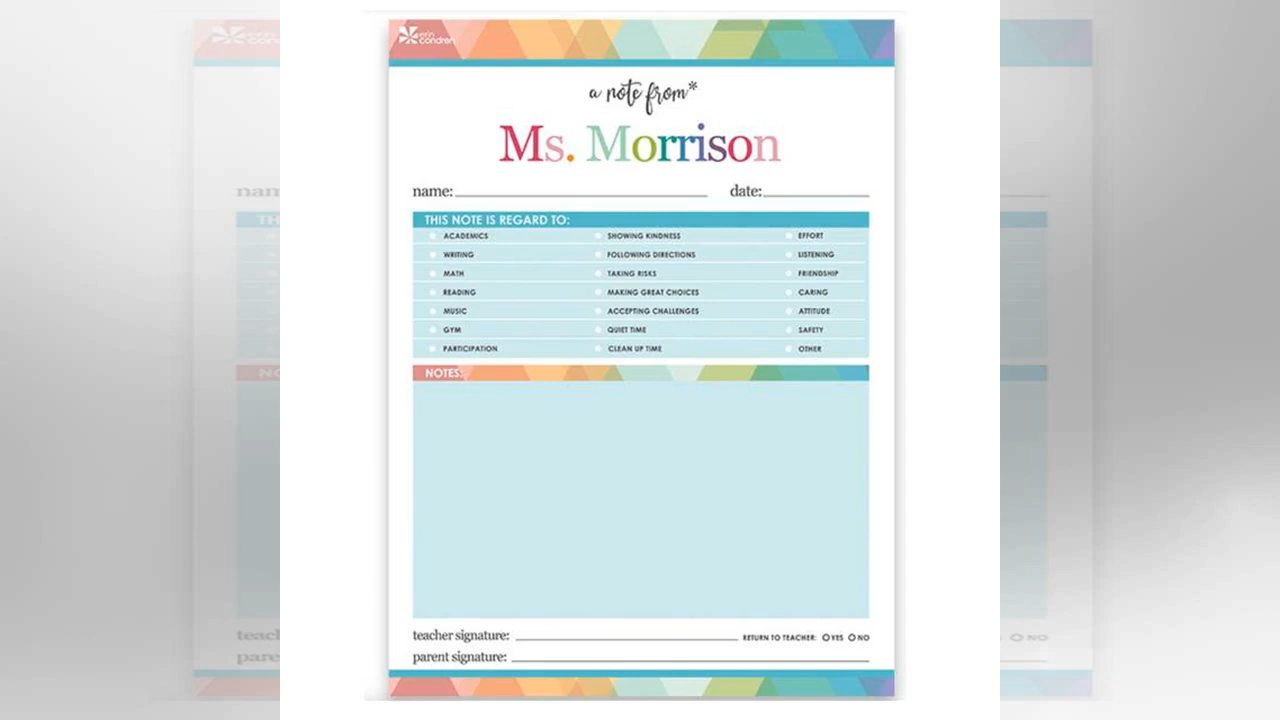 erin
condren
a note from*
Ms. Morrison
name: date:
THIS NOTE IS REGARD TO:
ACADEMICS SHOWING KINDNESS EFFORT
WRITING FOLLOWING DIRECTIONS LISTENING
MATH TAKING RISKS FRIENDSHIP
READING MAKING GREAT CHOICES CARING
MUSIC ACCEPTING CHALLENGES ATTITUDE
GYM QUIET TIME SAFETY
PARTICIPATION CLEAN UP TIME OTHER
NOTES:
teacher signature: RETURN TO TEACHER: YES NO
parent signature: